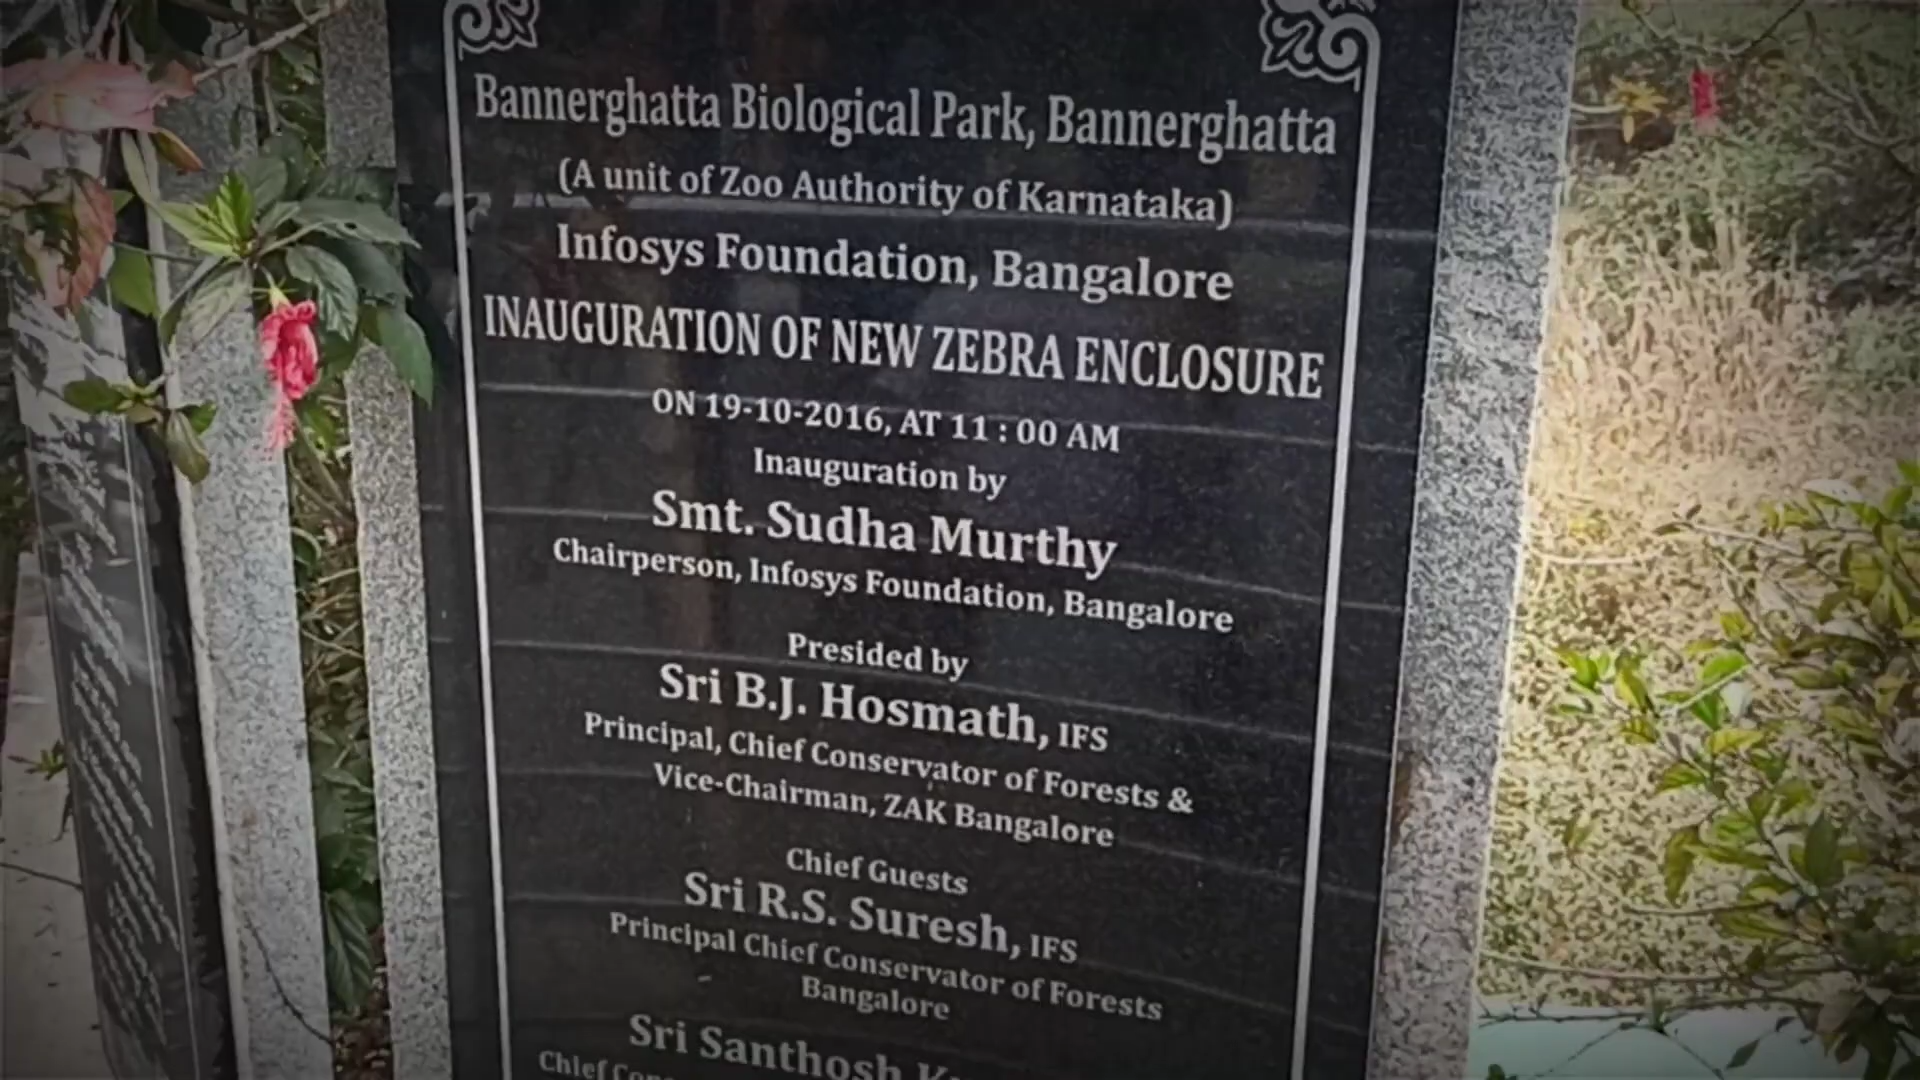 Bannerghatta Biological Park, Bannerghatta
(A unit of Zoo Authority of Karnataka)
Infosys Foundation, Bangalore
INAUGURATION OF NEW ZEBRA ENCLOSURE
ON 19-10-2016, AT 11 : 00 AM
Inauguration by
Smt. Sudha Murthy
Chairperson, Infosys Foundation, Bangalore
Presided by
Sri B.J. Hosmath, IFS
Principal, Chief Conservator of Forests &
Vice-Chairman, ZAK Bangalore
Chief Guests
Sri R.S. Suresh, IFS
Principal Chief Conservator of Forests
Bangalore
Sri Santhosh
Chief